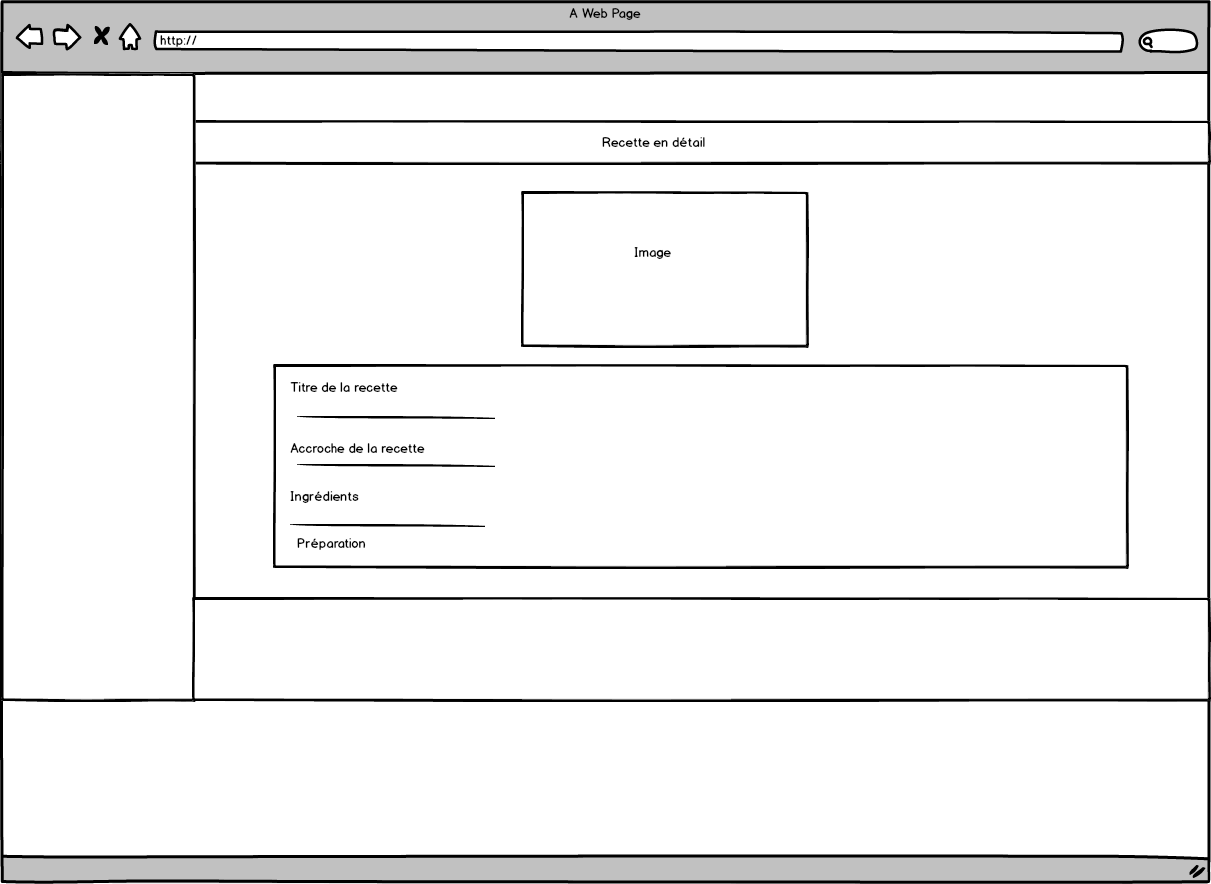 A Web Page
http://
Recette en détail
Image
Titre de la recette
Accroche de la recette
Ingrédients
Préparation